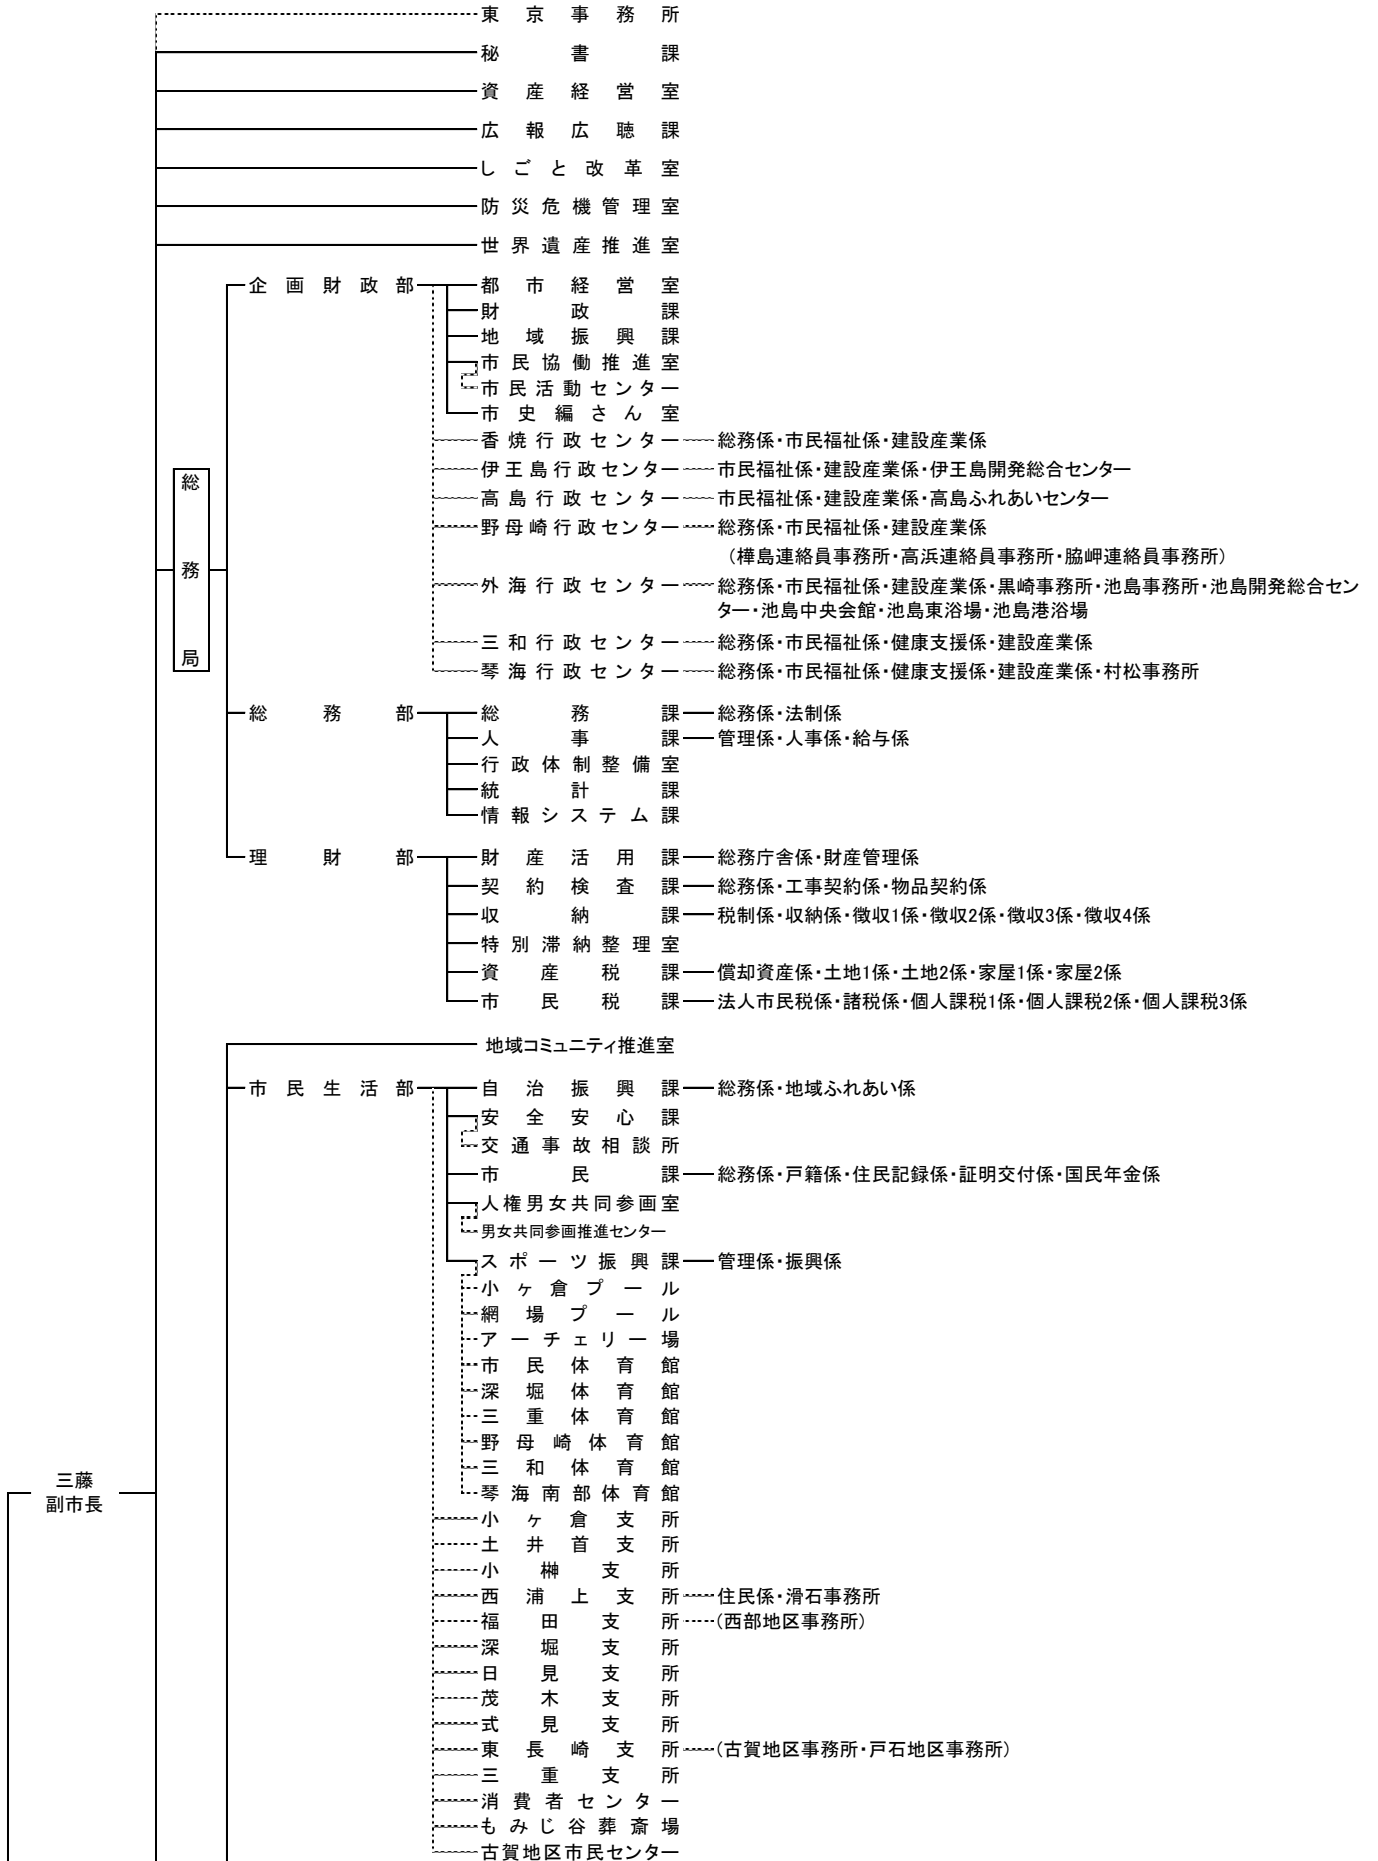 東京事務所
秘書課
資産経営室
広報広聴課
しごと改革室
防災危機管理室
世界遺産推進室
企画財政部 都市経営室
財政課
地域振興課
市民協働推進室
市民活動センター
市史編さん室
香焼行政センター 総務係・市民福祉係・建設産業係
伊王島行政センター 市民福祉係・建設産業係・伊王島開発総合センター
高島行政センター 市民福祉係・建設産業係・高島ふれあいセンター
野母崎行政センター 総務係・市民福祉係・建設産業係
（樺島連絡員事務所・高浜連絡員事務所・脇岬連絡員事務所）
総務局
外海行政センター 総務係・市民福祉係・建設産業係・黒崎事務所・池島事務所・池島開発総合セン
ター・池島中央会館・池島東浴場・池島港浴場
三和行政センター 総務係・市民福祉係・健康支援係・建設産業係
琴海行政センター 総務係・市民福祉係・健康支援係・建設産業係・村松事務所
総務部 総務課 総務係・法制係
人事課 管理係・人事係・給与係
行政体制整備室
統計課
情報システム課
理財部 財産活用課 総務庁舎係・財産管理係
契約検査課 総務係・工事契約係・物品契約係
収納課 税制係・収納係・徴収1係・徴収2係・徴収3係・徴収4係
特別滞納整理室
資産税課 償却資産係・土地1係・土地2係・家屋1係・家屋2係
市民税課 法人市民税係・諸税係・個人課税1係・個人課税2係・個人課税3係
地域コミュニティ推進室
市民生活部 自治振興課 総務係・地域ふれあい係
安全安心課
交通事故相談所
市民課 総務係・戸籍係・住民記録係・証明交付係・国民年金係
人権男女共同参画室
男女共同参画推進センター
スポーツ振興課 管理係・振興係
小ヶ倉プール
網場プール
アーチェリー場
市民体育館
深堀体育館
三重体育館
野母崎体育館
三和体育館
三藤
副市長
琴海南部体育館
小ヶ倉支所
土井首支所
小榊支所
西浦上支所 住民係・滑石事務所
福田支所 (西部地区事務所)
深堀支所
日見支所
茂木支所
式見支所
東長崎支所 (古賀地区事務所・戸石地区事務所)
三重支所
消費者センター
もみじ谷葬斎場
古賀地区市民センター